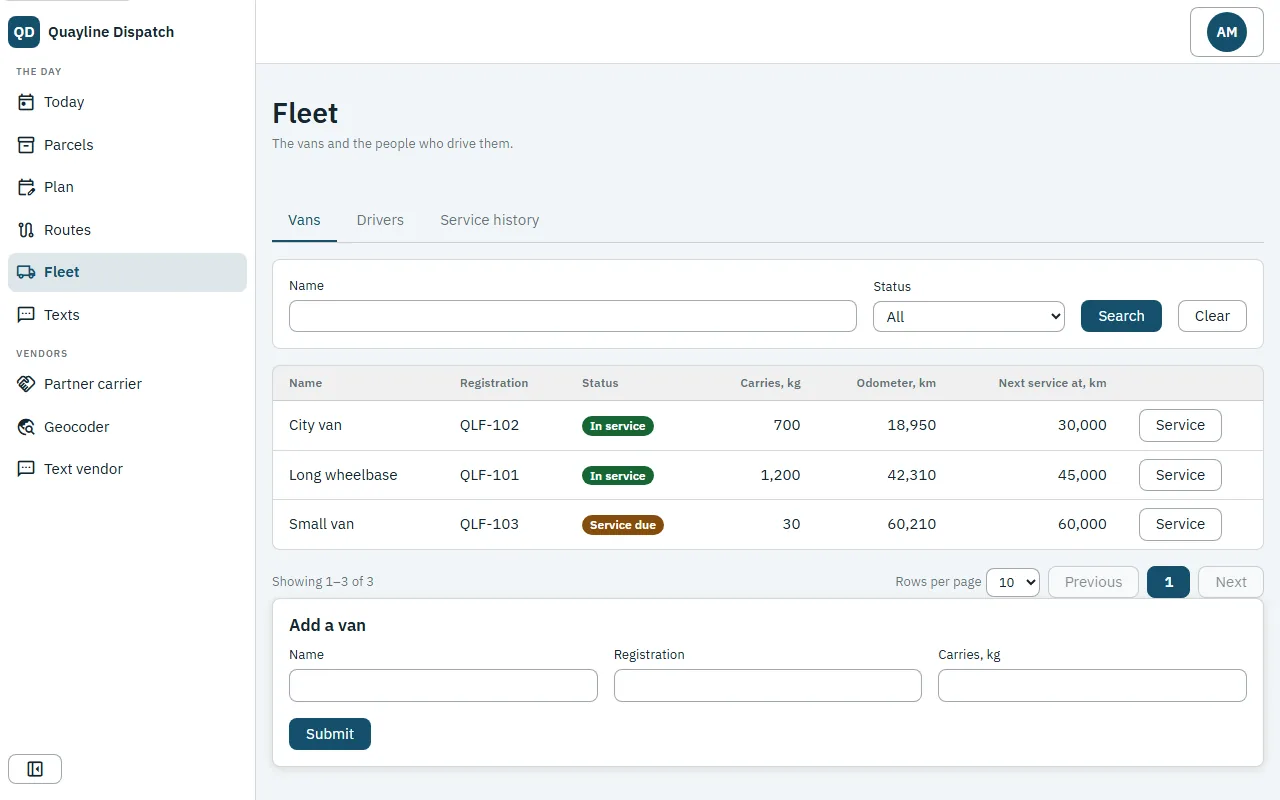 QD Quayline Dispatch
AM
THE DAY
Today
Parcels
Plan
Routes
Fleet
Texts
VENDORS
Partner carrier
Geocoder
Text vendor
Fleet
The vans and the people who drive them.
Vans Drivers Service history
Name Status
All Search Clear
Name Registration Status Carries, kg Odometer, km Next service at, km
City van QLF-102 In service 700 18,950 30,000 Service
Long wheelbase QLF-101 In service 1,200 42,310 45,000 Service
Small van QLF-103 Service due 30 60,210 60,000 Service
Showing 1–3 of 3 Rows per page 10 Previous 1 Next
Add a van
Name Registration Carries, kg
Submit